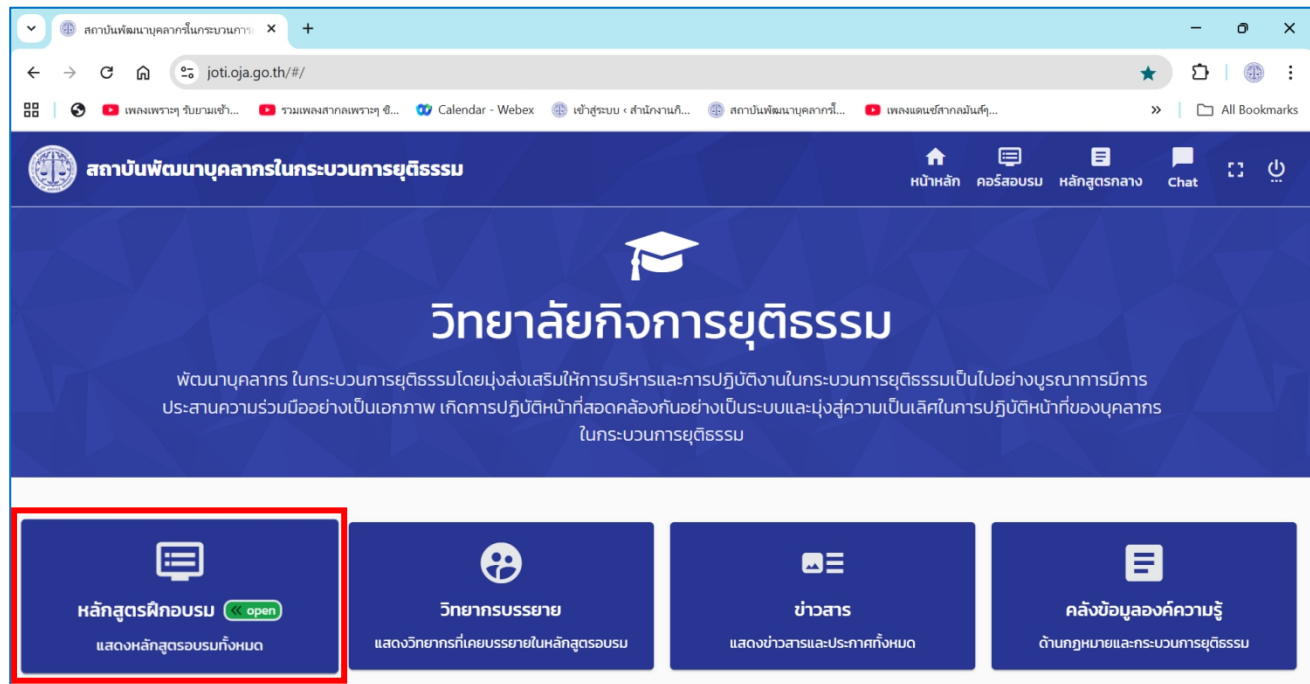 สถาบันพัฒนาบุคลากรในกระบวนการย
joti.oja.go.th/#/
เพลงเพราะๆ รับยามเช้า...
รวมเพลงสากลเพราะๆ ชิ...
Calendar - Webex
เข้าสู่ระบบ ‹ สำนักงานกิ...
สถาบันพัฒนาบุคลากรใ...
เพลงแดนซ์สากลมันส์ๆ...
»
All Bookmarks
สถาบันพัฒนาบุคลากรในกระบวนการยุติธรรม
หน้าหลัก
คอร์สอบรม
หลักสูตรกลาง
Chat
วิทยาลัยกิจการยุติธรรม
พัฒนาบุคลากร ในกระบวนการยุติธรรมโดยมุ่งส่งเสริมให้การบริหารและการปฏิบัติงานในกระบวนการยุติธรรมเป็นไปอย่างบูรณาการมีการ
ประสานความร่วมมืออย่างเป็นเอกภาพ เกิดการปฏิบัติหน้าที่สอดคล้องกันอย่างเป็นระบบและมุ่งสู่ความเป็นเลิศในการปฏิบัติหน้าที่ของบุคลากร
ในกระบวนการยุติธรรม
หลักสูตรฝึกอบรม « open
แสดงหลักสูตรอบรมทั้งหมด
วิทยากรบรรยาย
แสดงวิทยากรที่เคยบรรยายในหลักสูตรอบรม
ข่าวสาร
แสดงข่าวสารและประกาศทั้งหมด
คลังข้อมูลองค์ความรู้
ด้านกฎหมายและกระบวนการยุติธรรม